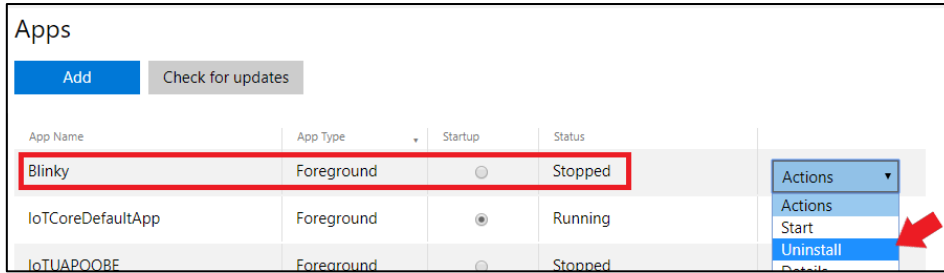 Apps
Add Check for updates
App Name App Type Startup Status
Blinky Foreground Stopped Actions
Actions
IoTCoreDefaultApp Foreground Running Start
Uninstall
IoTUAPOOBE Foreground Stopped Details